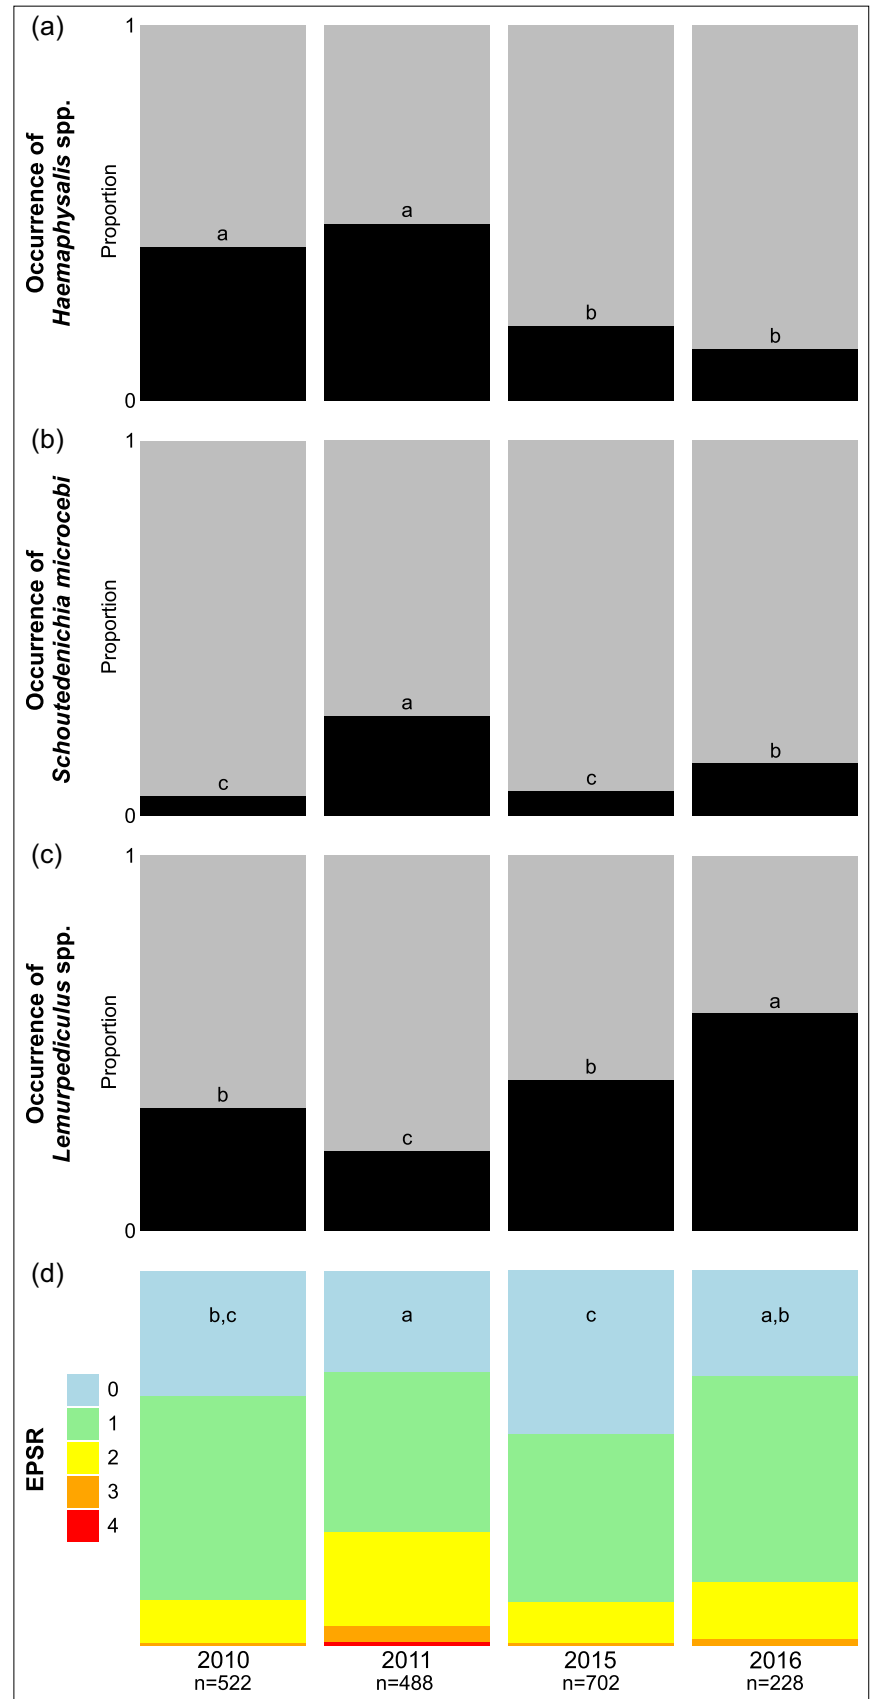 (a)
Occurrence of
Haemaphysalis spp.
Proportion
1
0
a
a
b
b
(b)
Occurrence of
Schoutedenichia microcebi
Proportion
1
0
c
a
c
b
(c)
Occurrence of
Lemurpediculus spp.
Proportion
1
0
b
c
b
a
(d)
EPSR
0
1
2
3
4
b,c
a
c
a,b
2010
2011
2015
2016
n=522
n=488
n=702
n=228